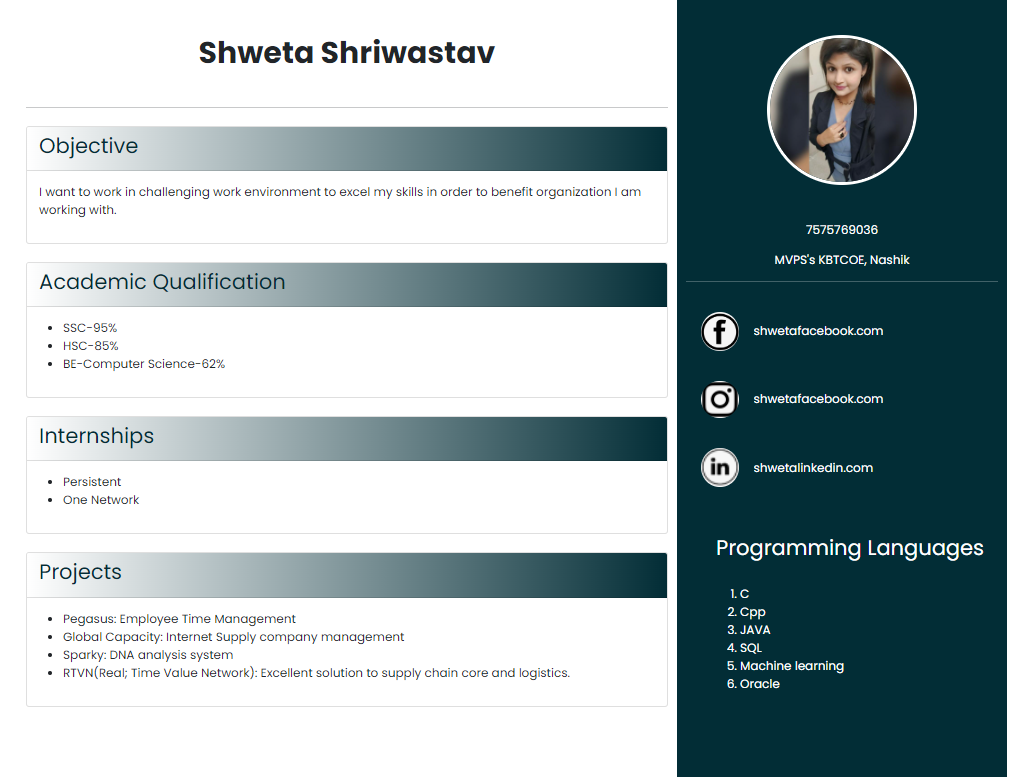 Shweta Shriwastav
Objective
I want to work in challenging work environment to excel my skills in order to benefit organization I am
working with.
Academic Qualification
SSC-95%
HSC-85%
BE-Computer Science-62%
Internships
Persistent
One Network
Projects
Pegasus: Employee Time Management
Global Capacity: Internet Supply company management
Sparky: DNA analysis system
RTVN(Real; Time Value Network): Excellent solution to supply chain core and logistics.
7575769036
MVPS's KBTCOE, Nashik
shwetafacebook.com
shwetafacebook.com
in shwetalinkedin.com
Programming Languages
1. C
2. Cpp
3. JAVA
4. SQL
5. Machine learning
6. Oracle